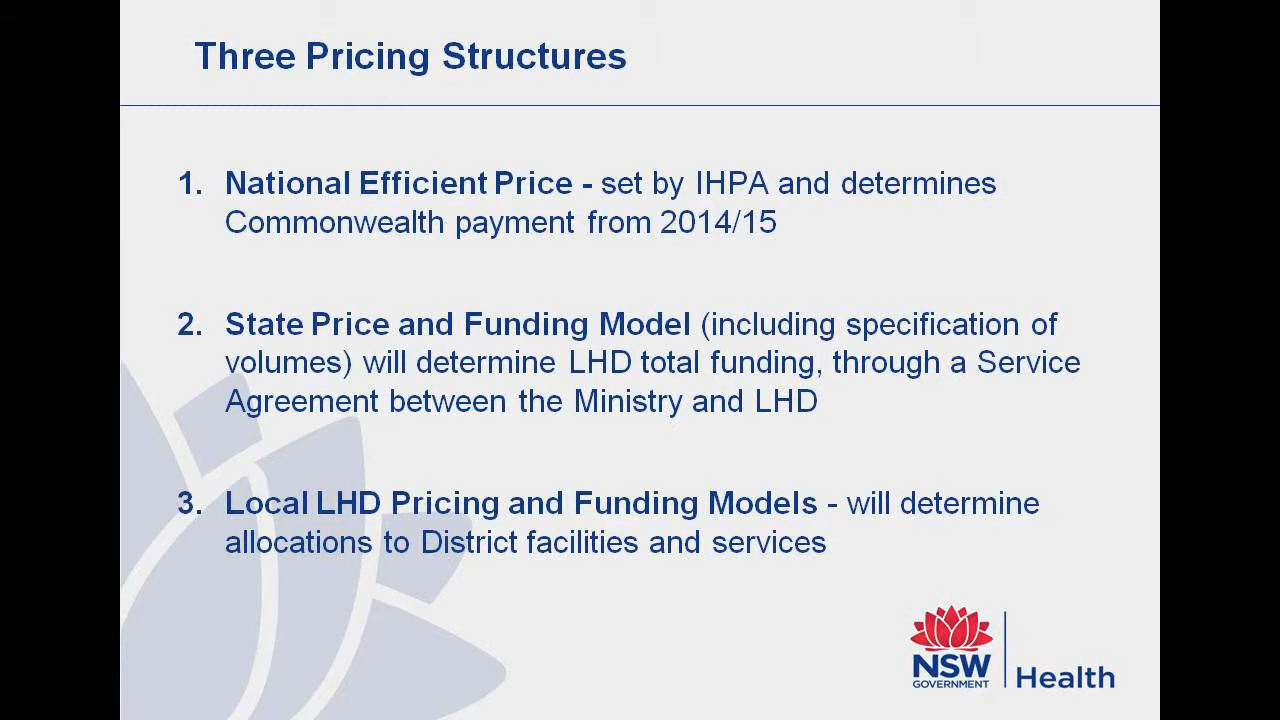 Three Pricing Structures
1. National Efficient Price - set by IHPA and determines
Commonwealth payment from 2014/15
2. State Price and Funding Model (including specification of
volumes) will determine LHD total funding, through a Service
Agreement between the Ministry and LHD
3. Local LHD Pricing and Funding Models - will determine
allocations to District facilities and services
NSW
GOVERNMENT
Health